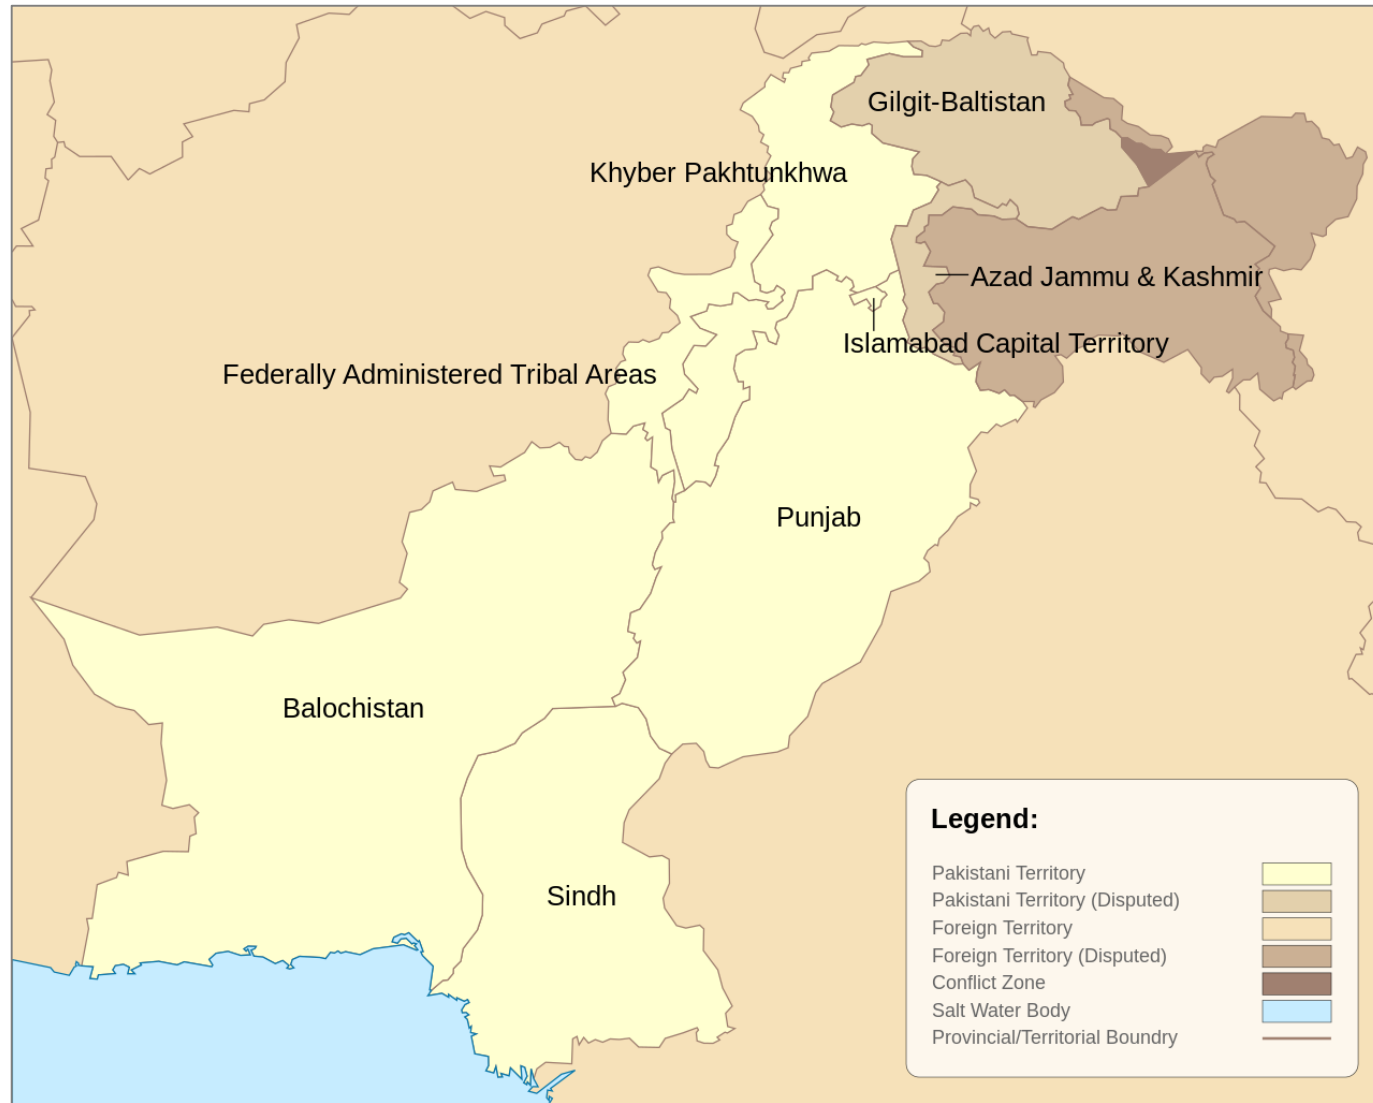 Gilgit-Baltistan
Khyber Pakhtunkhwa
Azad Jammu & Kashmir
Islamabad Capital Territory
Federally Administered Tribal Areas
Punjab
Balochistan
Sindh
Legend:
Pakistani Territory
Pakistani Territory (Disputed)
Foreign Territory
Foreign Territory (Disputed)
Conflict Zone
Salt Water Body
Provincial/Territorial Boundry